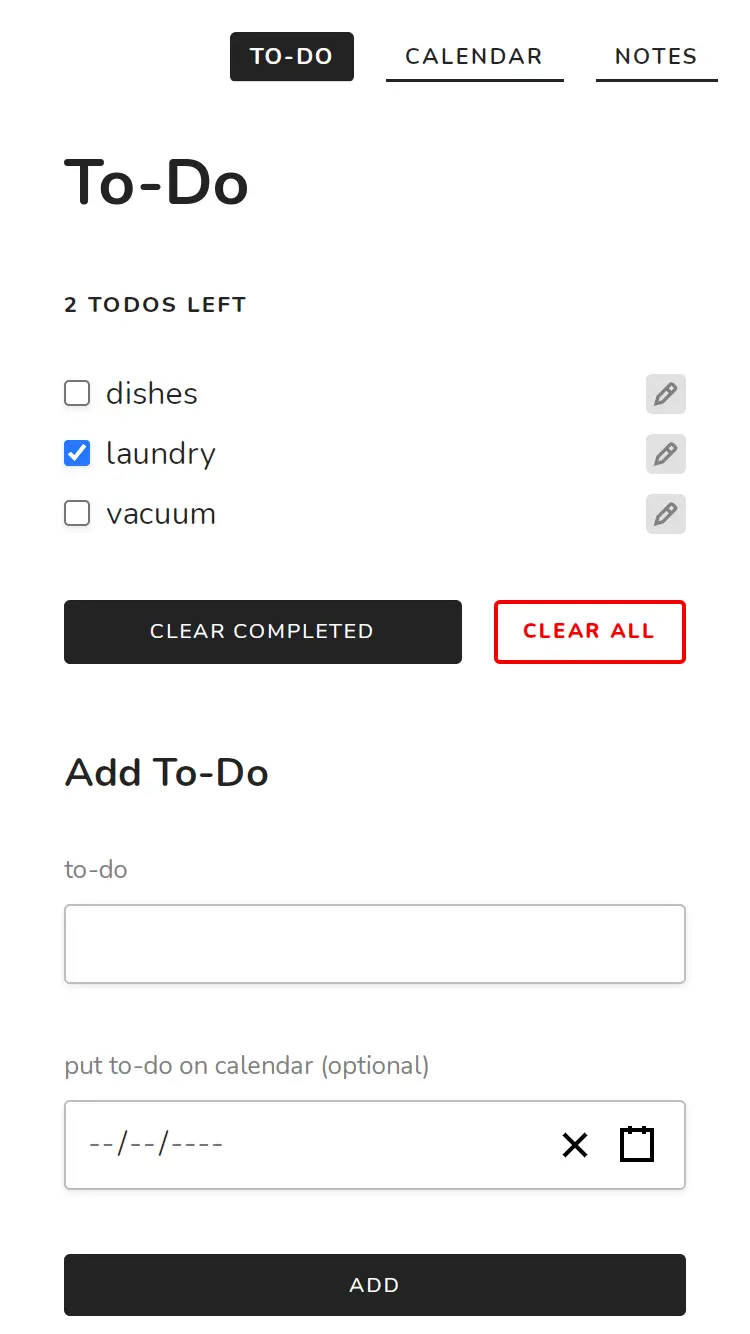 TO-DO CALENDAR NOTES
To-Do
2 TODOS LEFT
dishes
laundry
vacuum
CLEAR COMPLETED CLEAR ALL
Add To-Do
to-do
put to-do on calendar (optional)
--/--/----
ADD